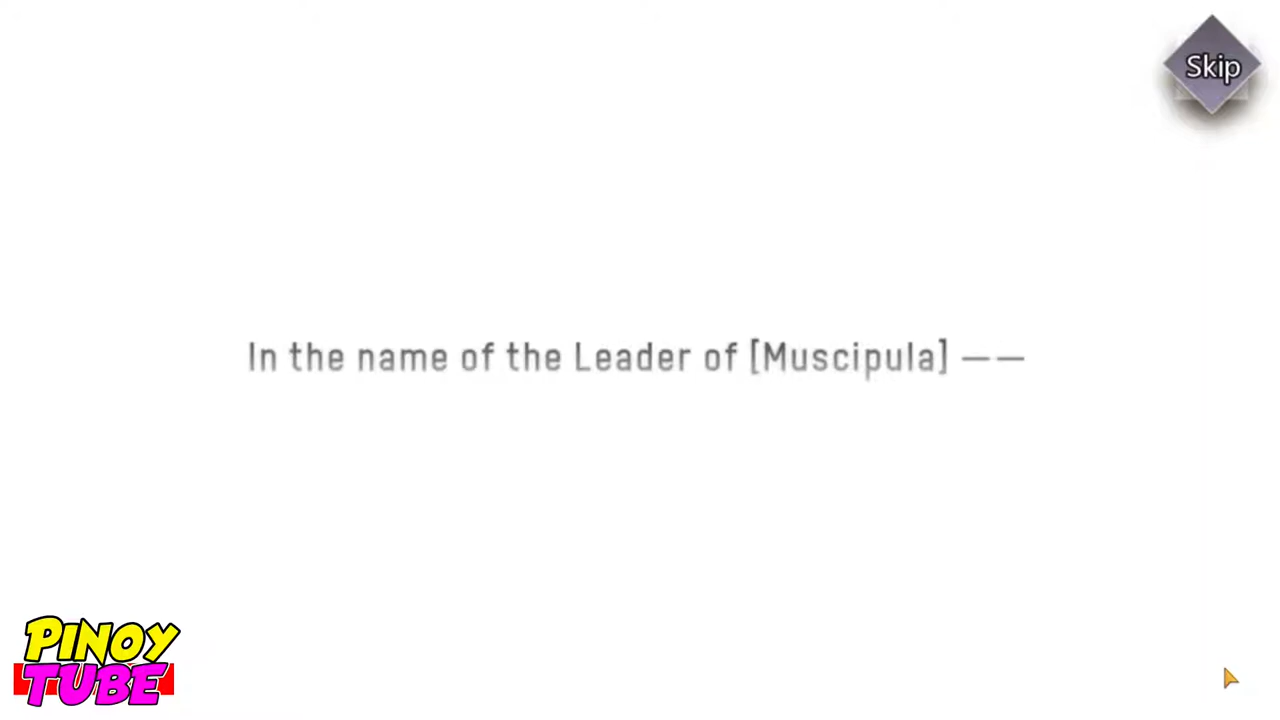 Skip
In the name of the Leader of [Muscipula] ——
PINOY
TUBE